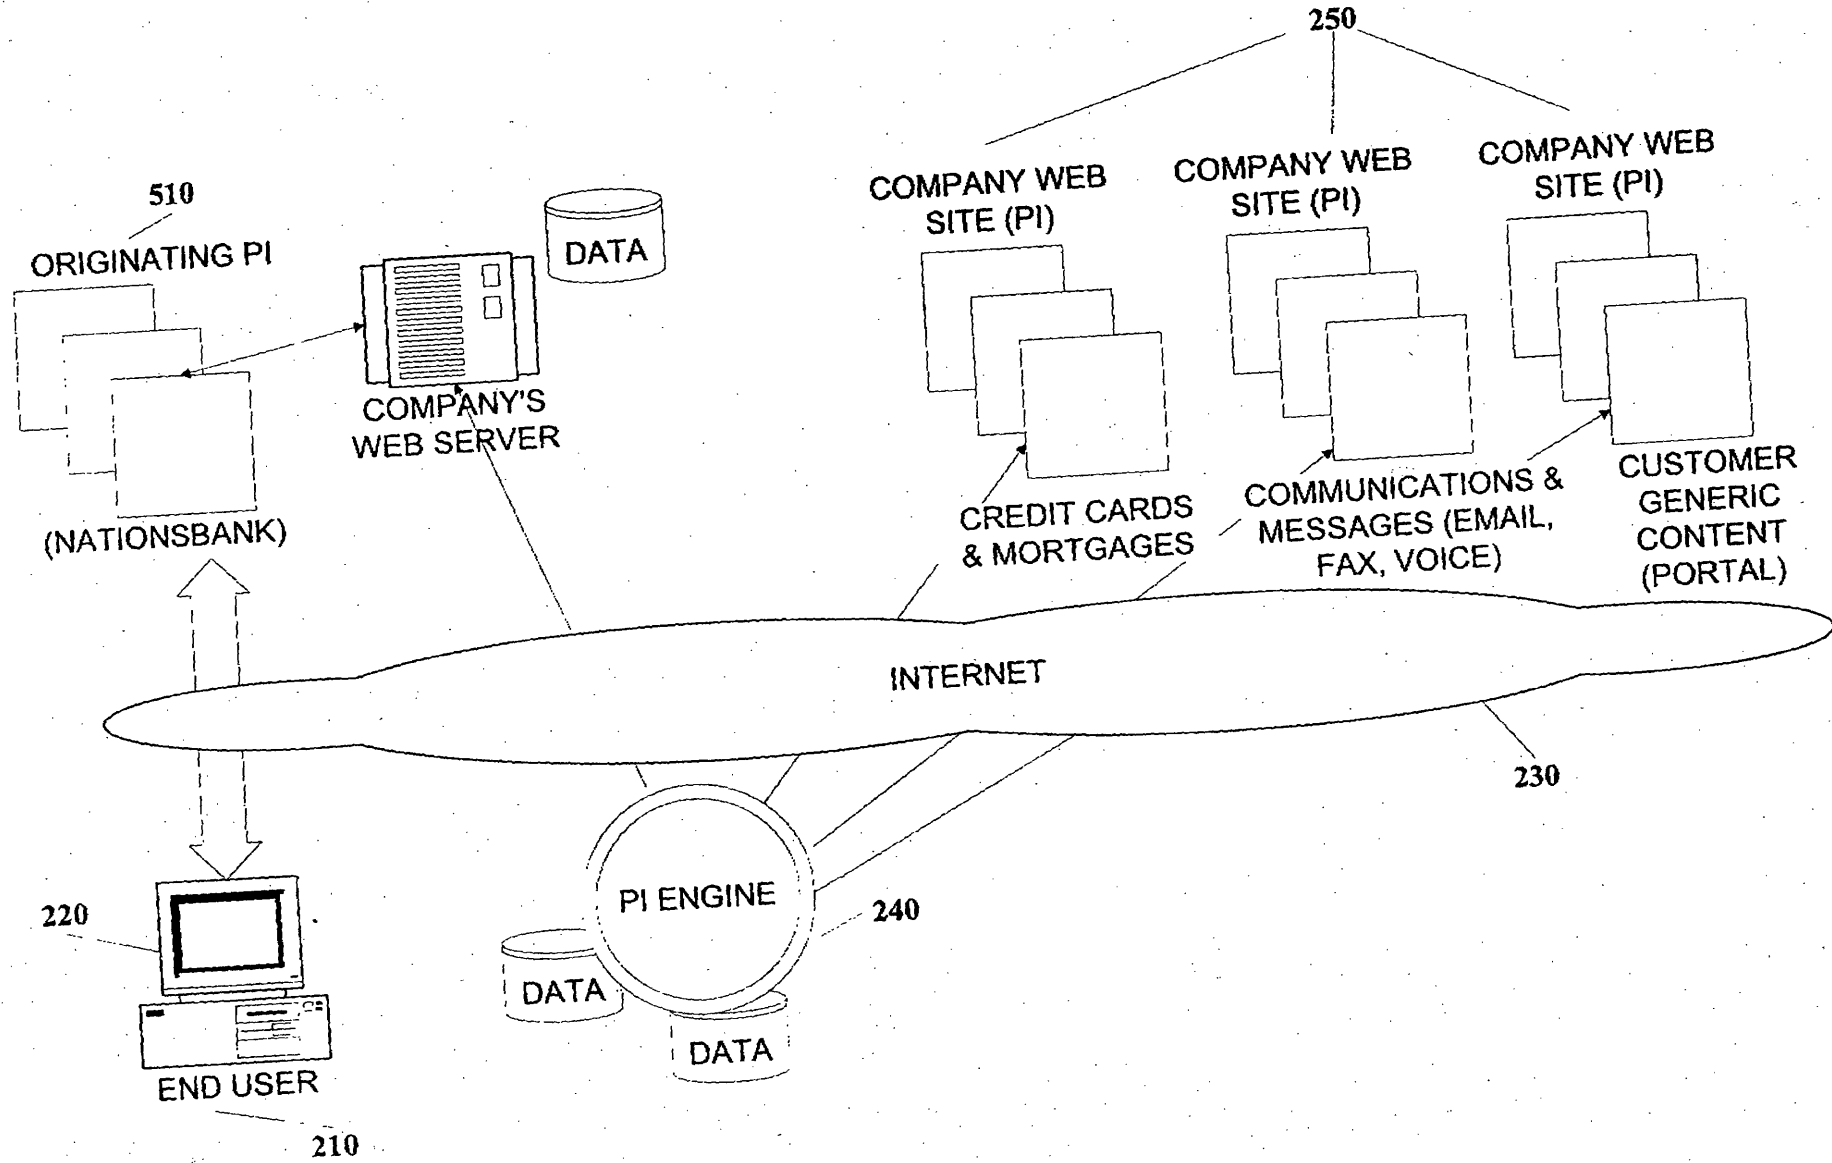 250
COMPANY WEB
SITE (PI)
COMPANY WEB
SITE (PI)
COMPANY WEB
SITE (PI)
510
ORIGINATING PI
DATA
COMPANY'S
WEB SERVER
(NATIONSBANK)
CREDIT CARDS
& MORTGAGES
COMMUNICATIONS &
MESSAGES (EMAIL,
FAX, VOICE)
CUSTOMER
GENERIC
CONTENT
(PORTAL)
INTERNET
230
PI ENGINE
240
220
DATA
DATA
END USER
210